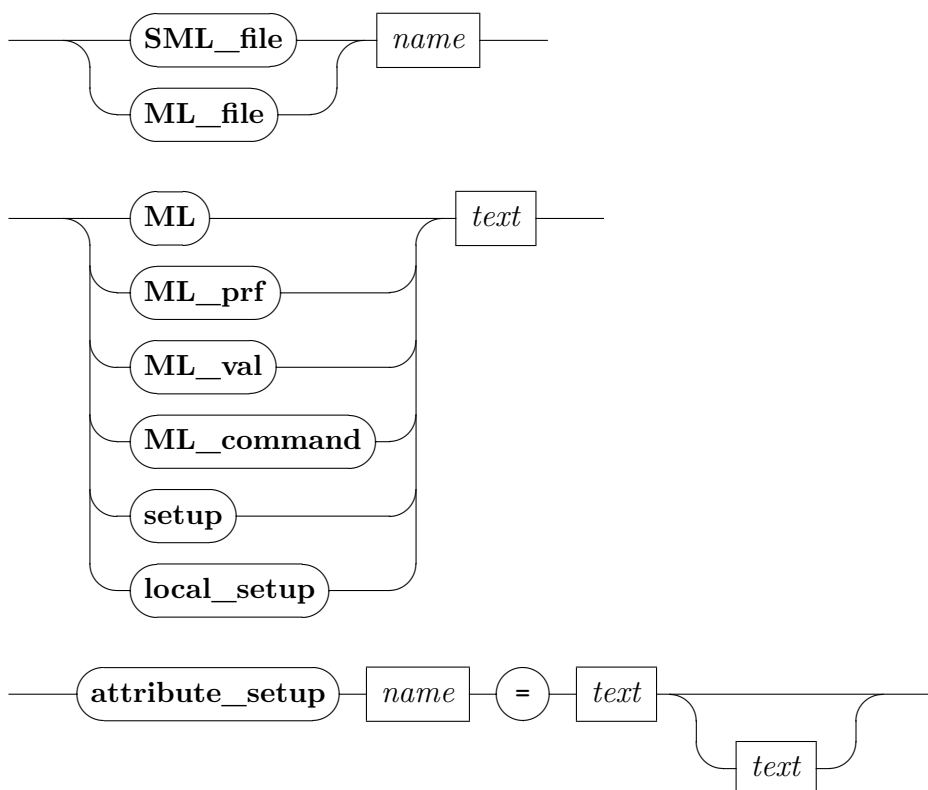 SML_file name
ML_file
ML text
ML_prf
ML_val
ML_command
setup
local_setup
attribute_setup name = text
text